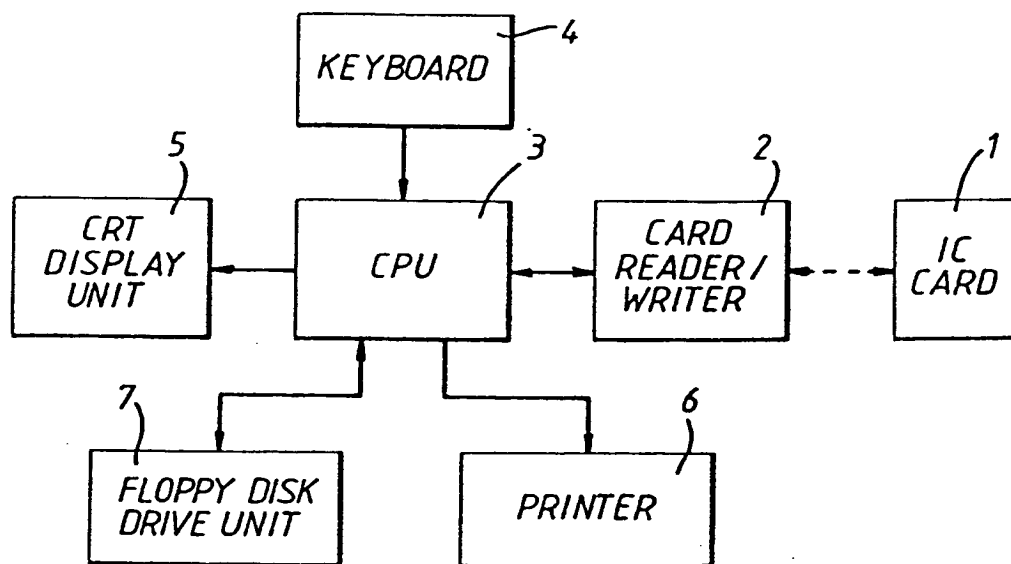 4
KEYBOARD
5
3
2
1
CRT
DISPLAY
UNIT
CPU
CARD
READER/
WRITER
IC
CARD
7
6
FLOPPY DISK
DRIVE UNIT
PRINTER